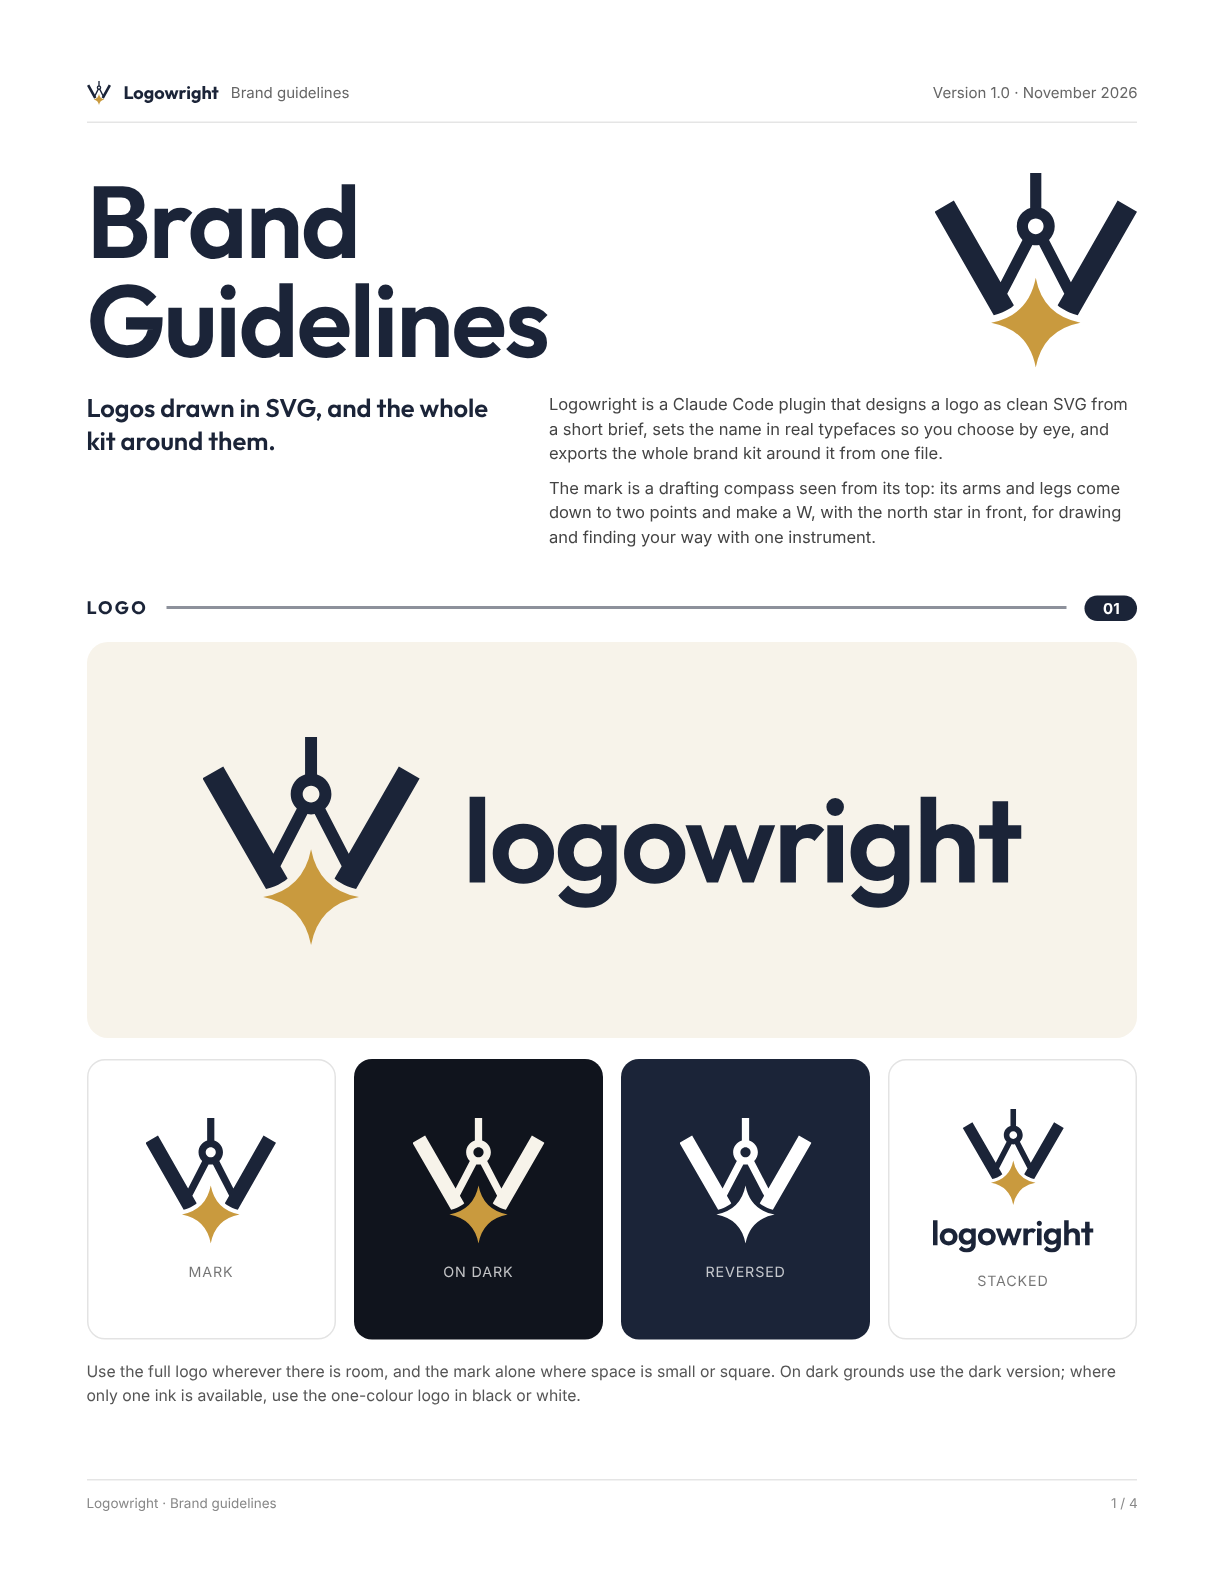 Logowright Brand guidelines
Version 1.0 · November 2026
Brand
Guidelines
Logos drawn in SVG, and the whole
kit around them.
Logowright is a Claude Code plugin that designs a logo as clean SVG from
a short brief, sets the name in real typefaces so you choose by eye, and
exports the whole brand kit around it from one file.
The mark is a drafting compass seen from its top: its arms and legs come
down to two points and make a W, with the north star in front, for drawing
and finding your way with one instrument.
LOGO
01
logowright
MARK
ON DARK
REVERSED
logowright
STACKED
Use the full logo wherever there is room, and the mark alone where space is small or square. On dark grounds use the dark version; where
only one ink is available, use the one-colour logo in black or white.
Logowright · Brand guidelines
1 / 4